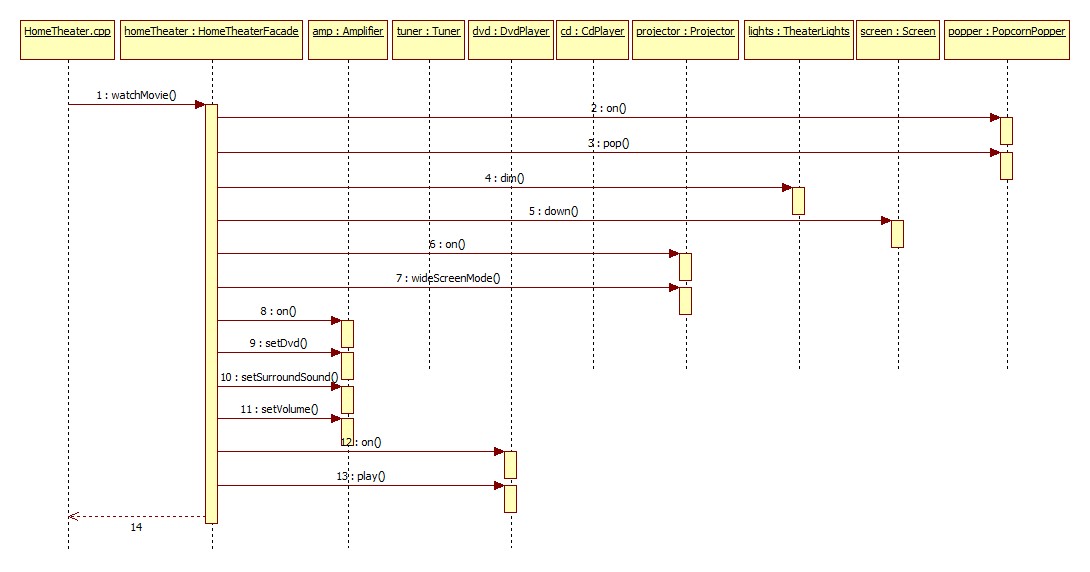 HomeTheater.cpp
homeTheater : HomeTheaterFacade
amp : Amplifier
tuner : Tuner
dvd : DvdPlayer
cd : CdPlayer
projector : Projector
lights : TheaterLights
screen : Screen
popper : PopcornPopper
1 : watchMovie()
2 : on()
3 : pop()
4 : dim()
5 : down()
6 : on()
7 : wideScreenMode()
8 : on()
9 : setDvd()
10 : setSurroundSound()
11 : setVolume()
12 : on()
13 : play()
14